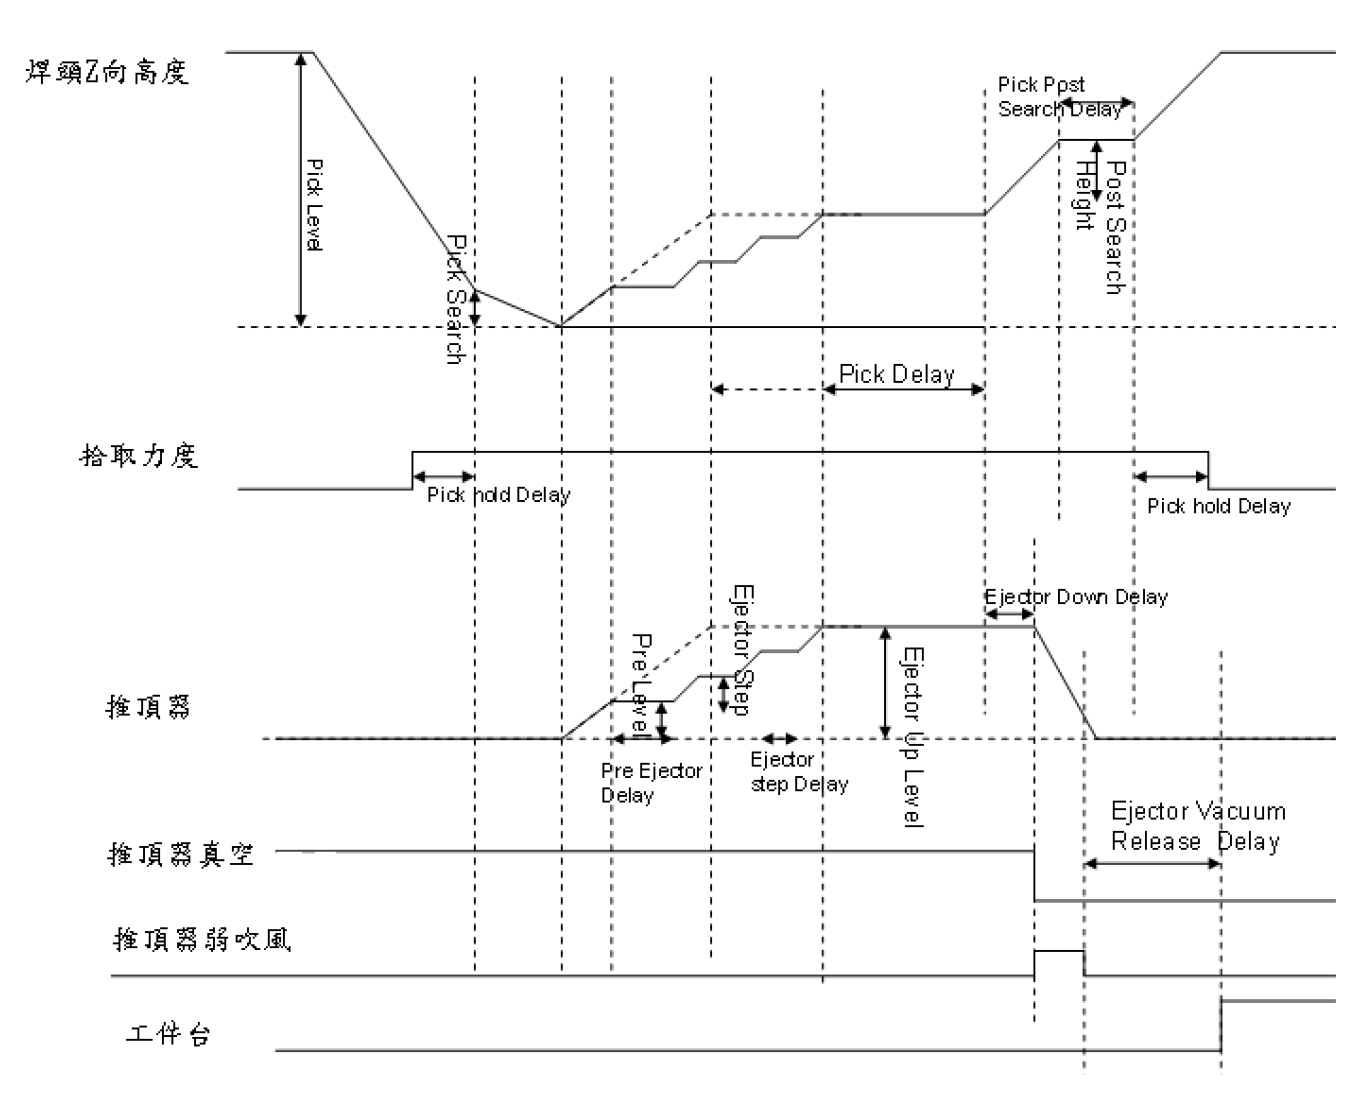 焊頭Z向高度
Pick Post
Search Delay
Pick Level
Pick Search
Post Search
Height
Pick Delay
拾取力度
Pick hold Delay
Pick hold Delay
Ejector Down Delay
Pre Level
Ejector Step
Ejector Up Level
推頂器
Pre Ejector
Delay
Ejector
step Delay
Ejector Vacuum
Release Delay
推頂器真空
推頂器弱吹風
工件台